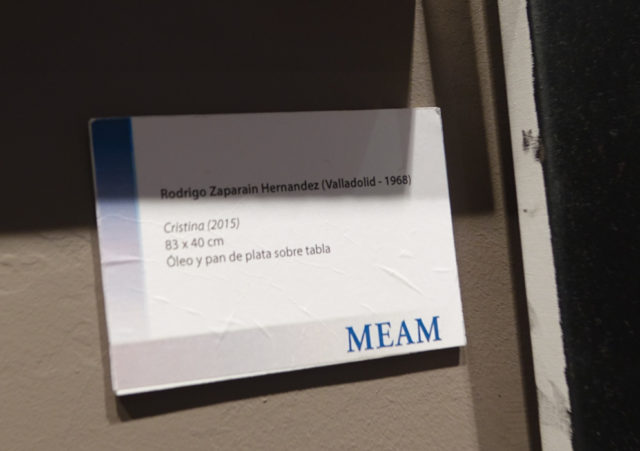 Rodrigo Zaparain Hernandez (Valladolid - 1968)
Cristina (2015)
83 x 40 cm
Óleo y pan de plata sobre tabla
MEAM